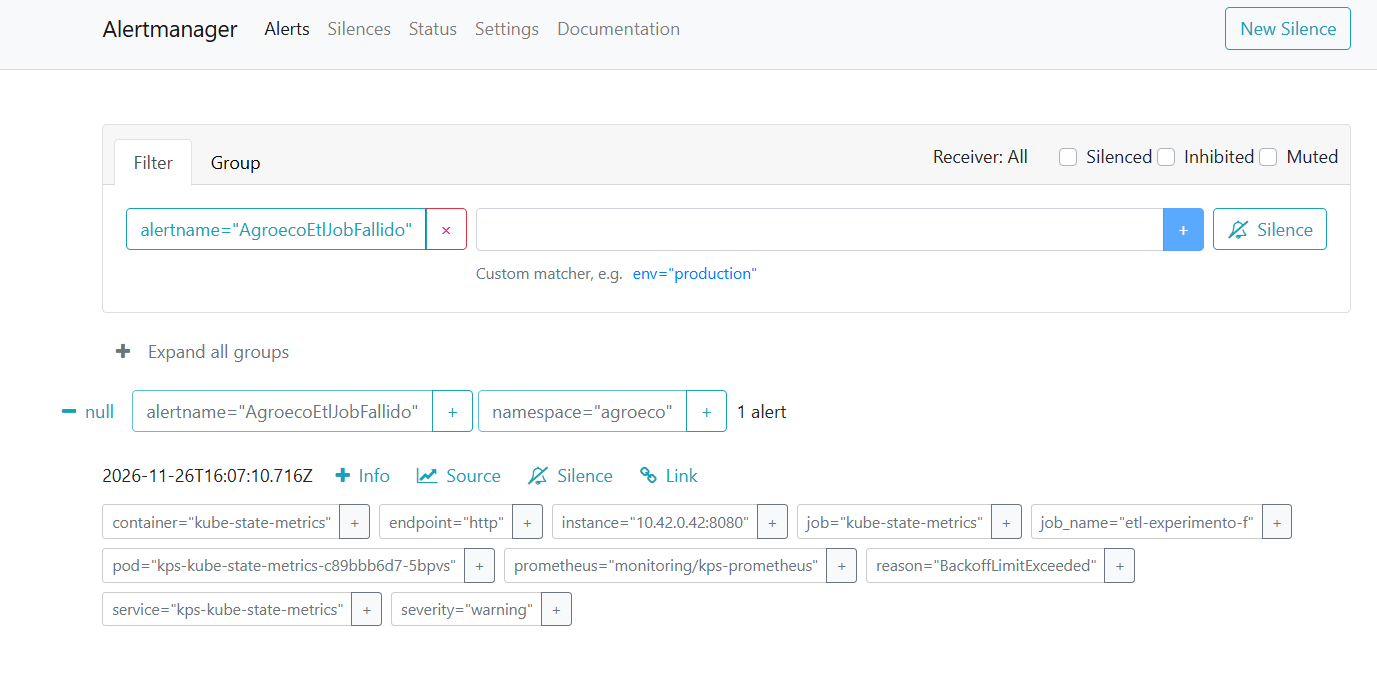 Alertmanager Alerts Silences Status Settings Documentation New Silence
Filter Group Receiver: All Silenced Inhibited Muted
alertname="AgroecoEtlJobFallido" × + Silence
Custom matcher, e.g. env="production"
+ Expand all groups
− null alertname="AgroecoEtlJobFallido" + namespace="agroeco" + 1 alert
2026-11-26T16:07:10.716Z + Info Source Silence Link
container="kube-state-metrics" + endpoint="http" + instance="10.42.0.42:8080" + job="kube-state-metrics" + job_name="etl-experimento-f" +
pod="kps-kube-state-metrics-c89bbb6d7-5bpvs" + prometheus="monitoring/kps-prometheus" + reason="BackoffLimitExceeded" +
service="kps-kube-state-metrics" + severity="warning" +